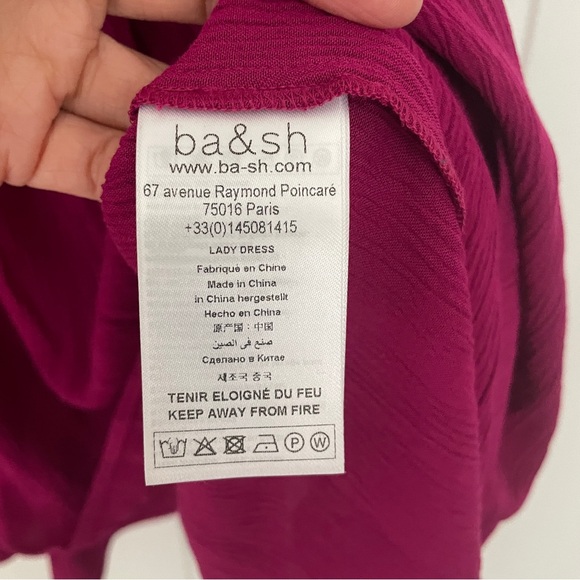 ba&sh
www.ba-sh.com
67 avenue Raymond Poincaré
75016 Paris
+33(0)145081415
LADY DRESS
Fabriqué en Chine
Made in China
in China hergestellt
Hecho en China
原产国：中国
صنع في الصين
Сделано в Китае
세조국 중국
TENIR ELOIGNÉ DU FEU
KEEP AWAY FROM FIRE
P W